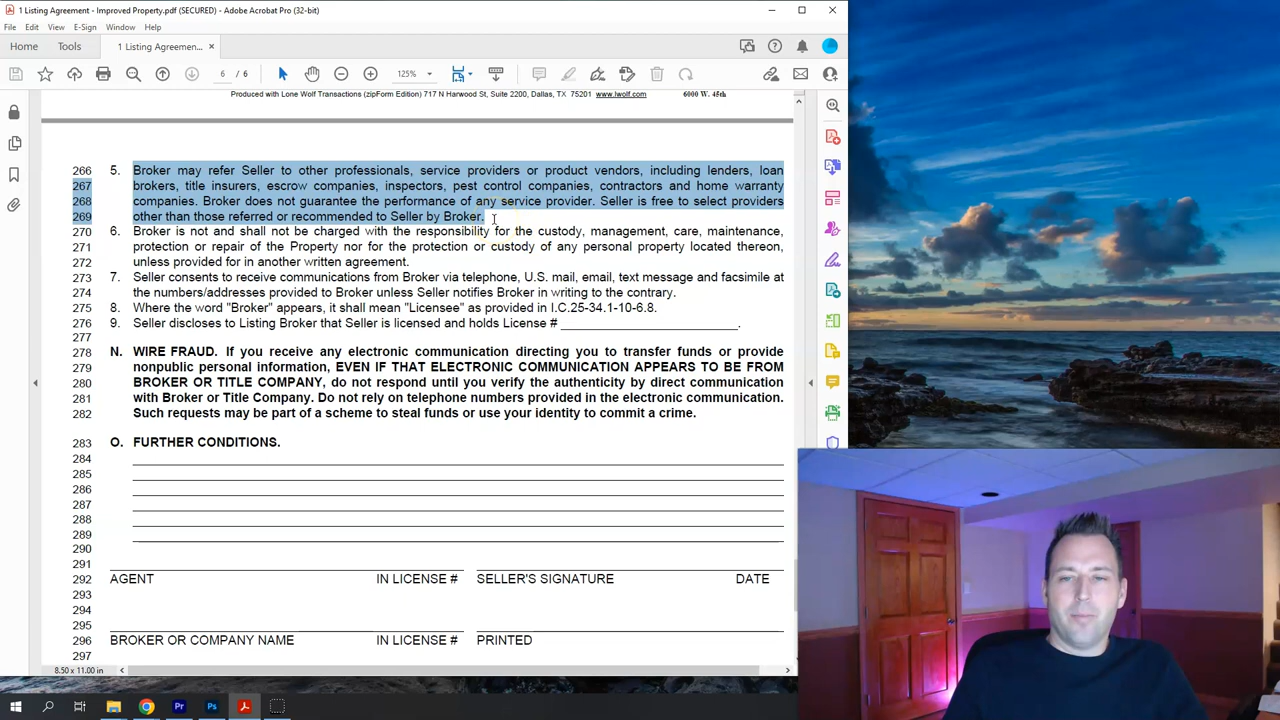 1 Listing Agreement - Improved Property.pdf (SECURED) - Adobe Acrobat Pro (32-bit)
File Edit View E-Sign Window Help
Home Tools 1 Listing Agreemen... ×
6 / 6 125%
Produced with Lone Wolf Transactions (zipForm Edition) 717 N Harwood St, Suite 2200, Dallas, TX 75201 www.lwolf.com 6000 W. 45th
266 5. Broker may refer Seller to other professionals, service providers or product vendors, including lenders, loan
267 brokers, title insurers, escrow companies, inspectors, pest control companies, contractors and home warranty
268 companies. Broker does not guarantee the performance of any service provider. Seller is free to select providers
269 other than those referred or recommended to Seller by Broker.
270 6. Broker is not and shall not be charged with the responsibility for the custody, management, care, maintenance,
271 protection or repair of the Property nor for the protection or custody of any personal property located thereon,
272 unless provided for in another written agreement.
273 7. Seller consents to receive communications from Broker via telephone, U.S. mail, email, text message and facsimile at
274 the numbers/addresses provided to Broker unless Seller notifies Broker in writing to the contrary.
275 8. Where the word "Broker" appears, it shall mean "Licensee" as provided in I.C.25-34.1-10-6.8.
276 9. Seller discloses to Listing Broker that Seller is licensed and holds License # ______________________________.
277
278 N. WIRE FRAUD. If you receive any electronic communication directing you to transfer funds or provide
279 nonpublic personal information, EVEN IF THAT ELECTRONIC COMMUNICATION APPEARS TO BE FROM
280 BROKER OR TITLE COMPANY, do not respond until you verify the authenticity by direct communication
281 with Broker or Title Company. Do not rely on telephone numbers provided in the electronic communication.
282 Such requests may be part of a scheme to steal funds or use your identity to commit a crime.
283 O. FURTHER CONDITIONS.
284
285
286
287
288
289
290
291
292 AGENT IN LICENSE # SELLER'S SIGNATURE DATE
293
294
295
296 BROKER OR COMPANY NAME IN LICENSE # PRINTED
297
8.50 x 11.00 in
Pr Ps